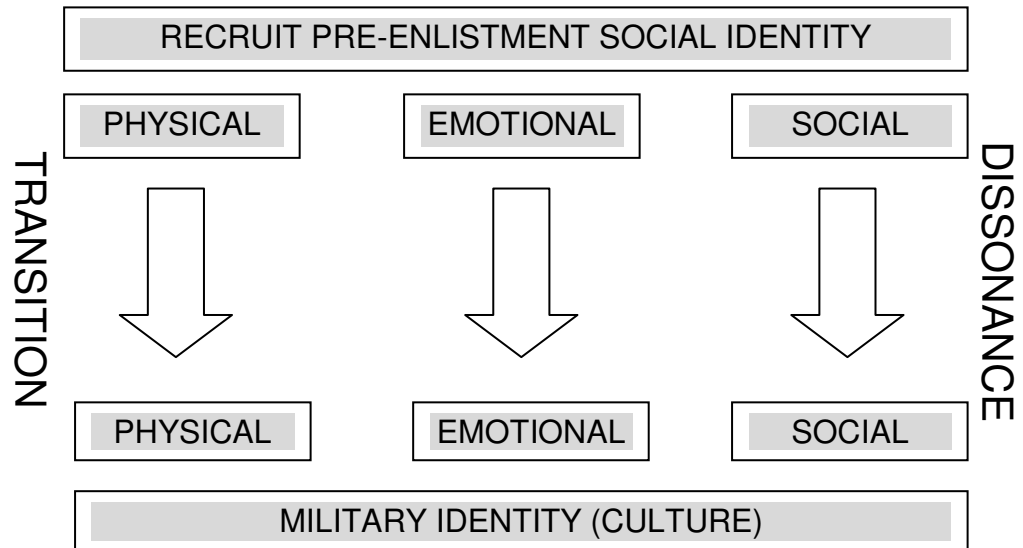 RECRUIT PRE-ENLISTMENT SOCIAL IDENTITY
PHYSICAL
EMOTIONAL
SOCIAL
TRANSITION
DISSONANCE
PHYSICAL
EMOTIONAL
SOCIAL
MILITARY IDENTITY (CULTURE)